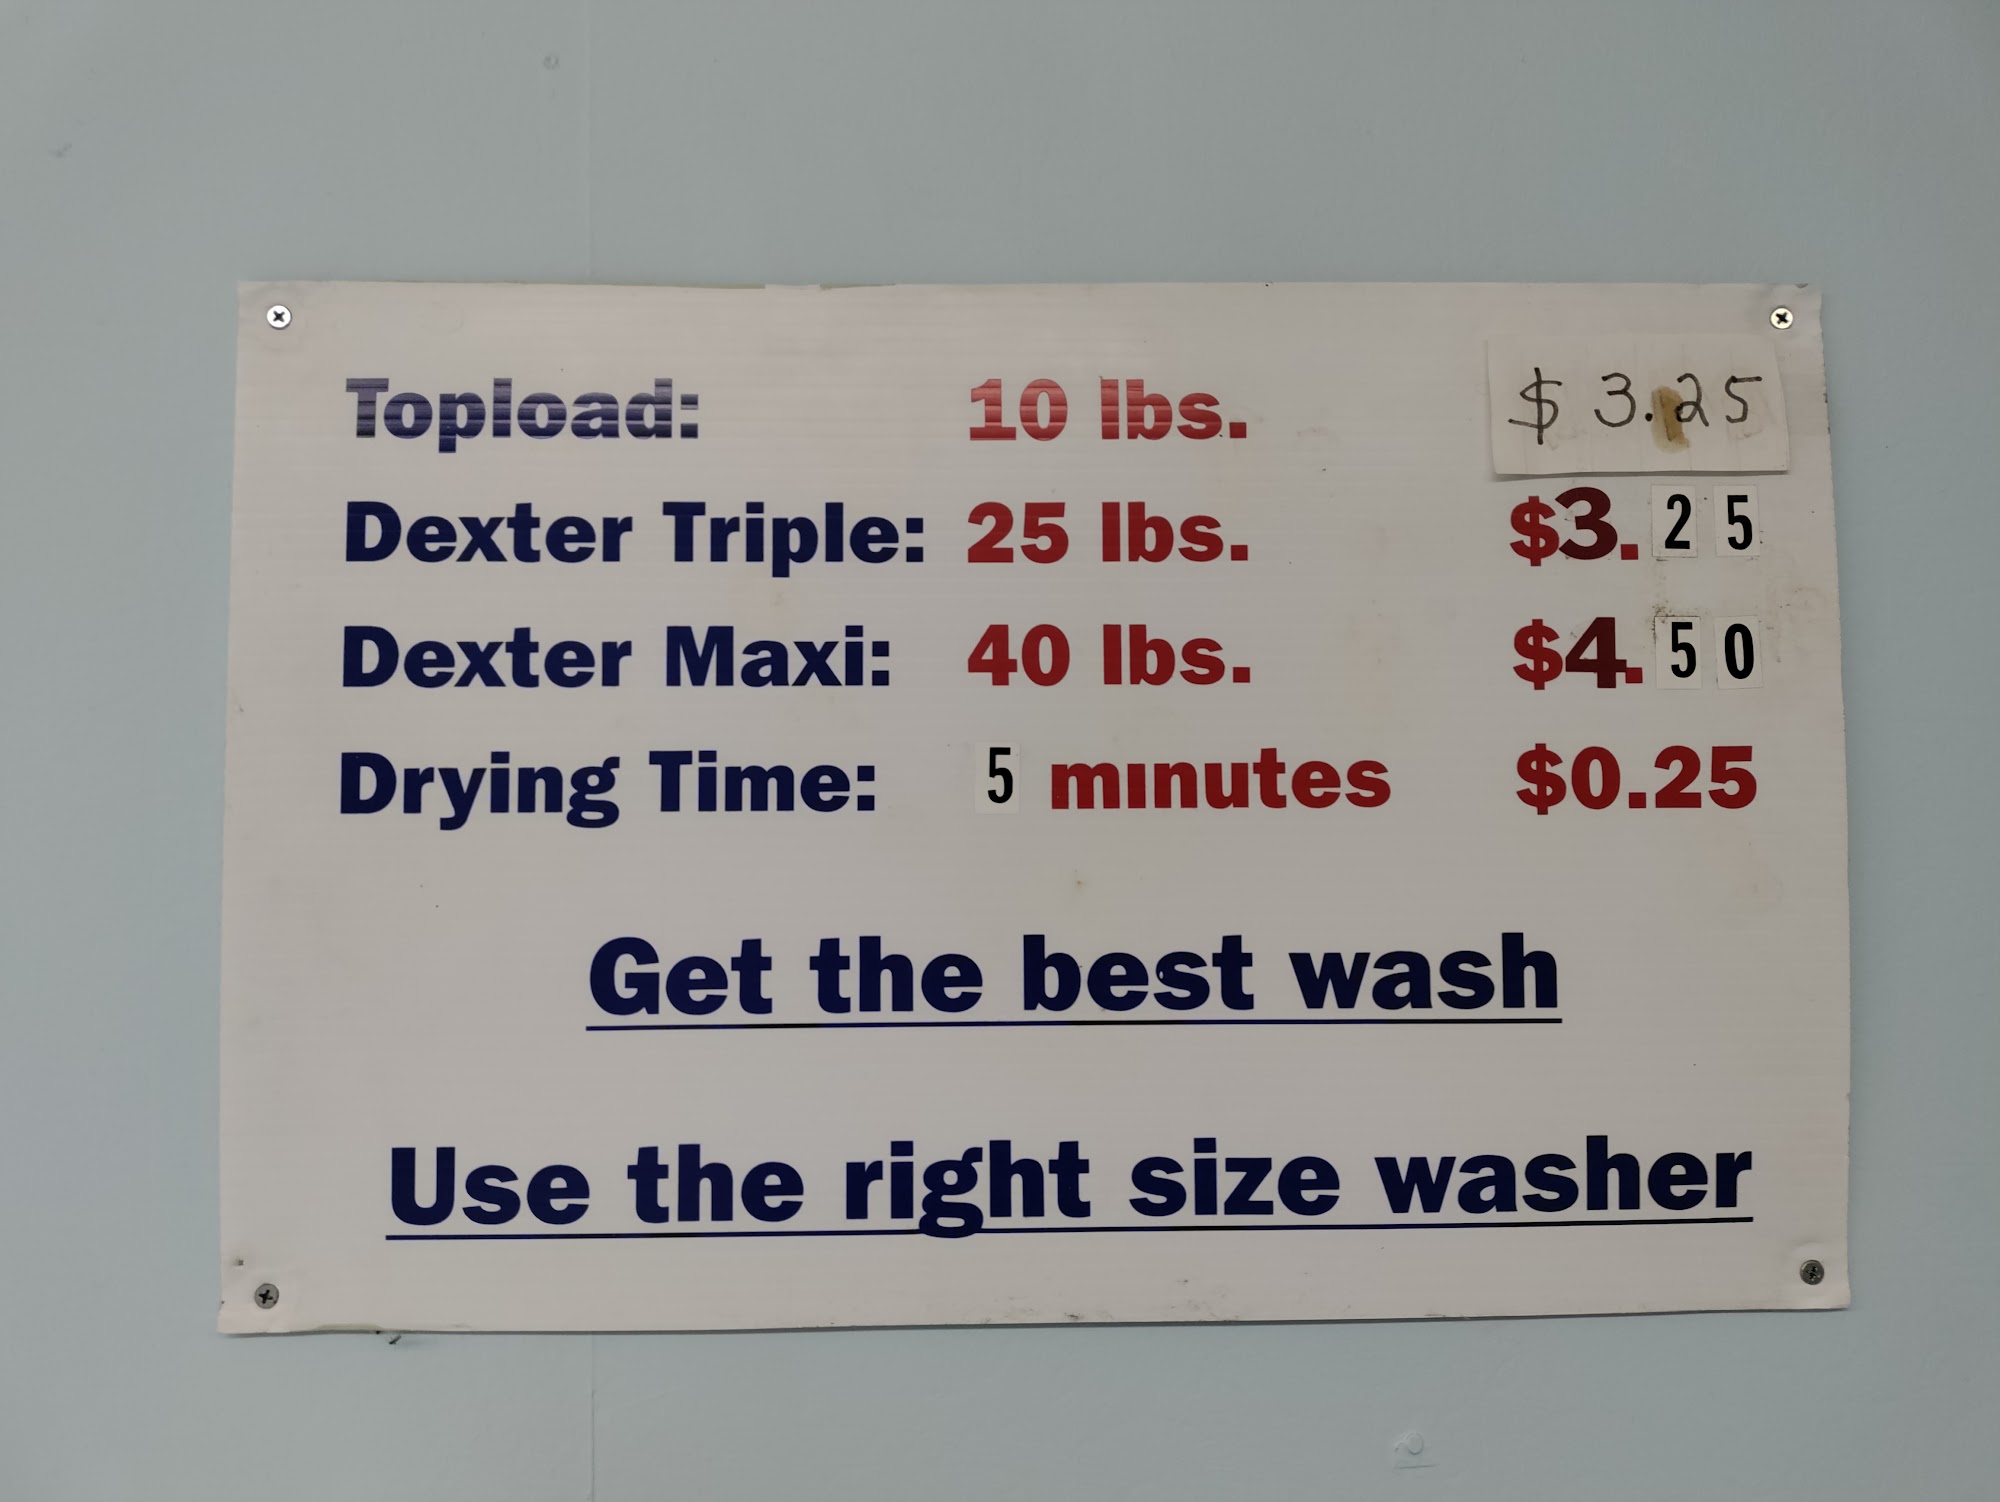 Topload: 10 lbs. $3.25
Dexter Triple: 25 lbs. $3.25
Dexter Maxi: 40 lbs. $4.50
Drying Time: 5 minutes $0.25
Get the best wash
Use the right size washer